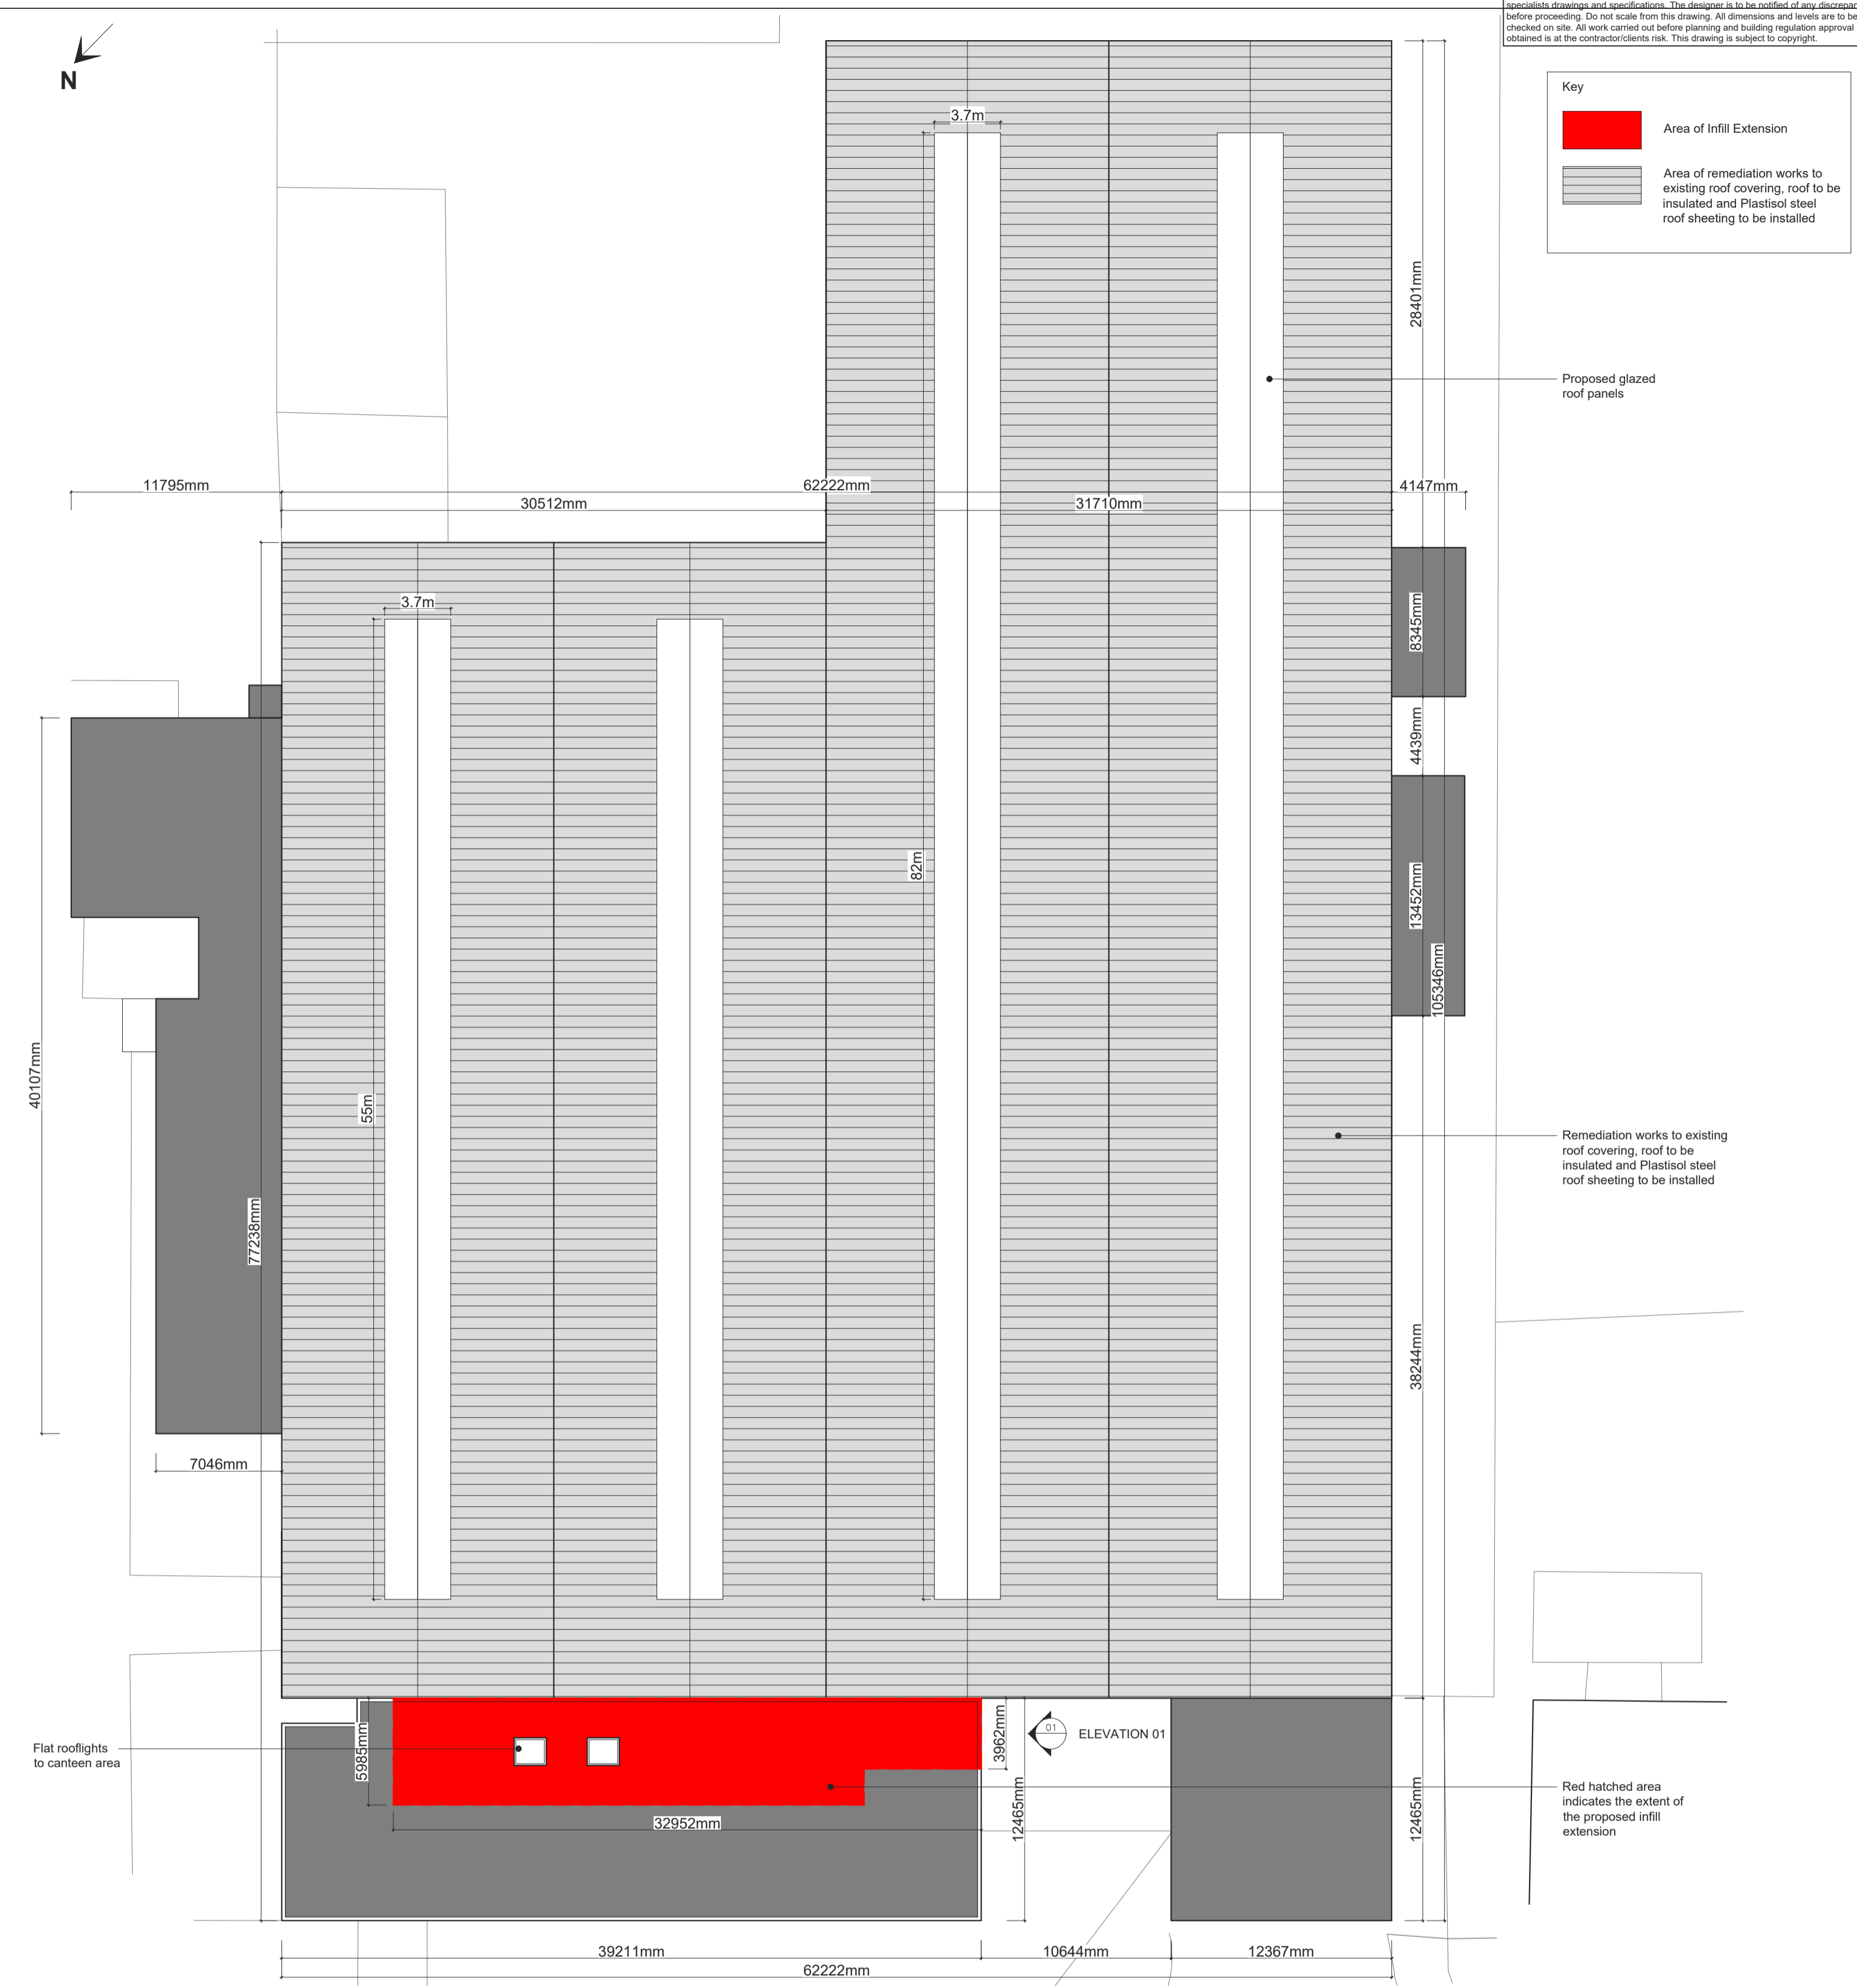 specialists drawings and specifications. The designer is to be notified of any
before proceeding. Do not scale from this drawing. All dimensions and levels are to be
checked on site. All work carried out before planning and building regulation approval
obtained is at the contractor/clients risk. This drawing is subject to copyright.
N
Key
Area of Infill Extension
Area of remediation works to
existing roof covering, roof to be
insulated and Plastisol steel
roof sheeting to be installed
3.7m
28401mm
Proposed glazed
roof panels
11795mm
62222mm
4147mm
30512mm
31710mm
3.7m
8345mm
4439mm
82m
13452mm
105346mm
40107mm
55m
Remediation works to existing
roof covering, roof to be
insulated and Plastisol steel
roof sheeting to be installed
77238mm
38244mm
7046mm
Flat rooflights
to canteen area
5985mm
3962mm
01
ELEVATION 01
12465mm
12465mm
Red hatched area
indicates the extent of
the proposed infill
extension
32952mm
39211mm
10644mm
12367mm
62222mm